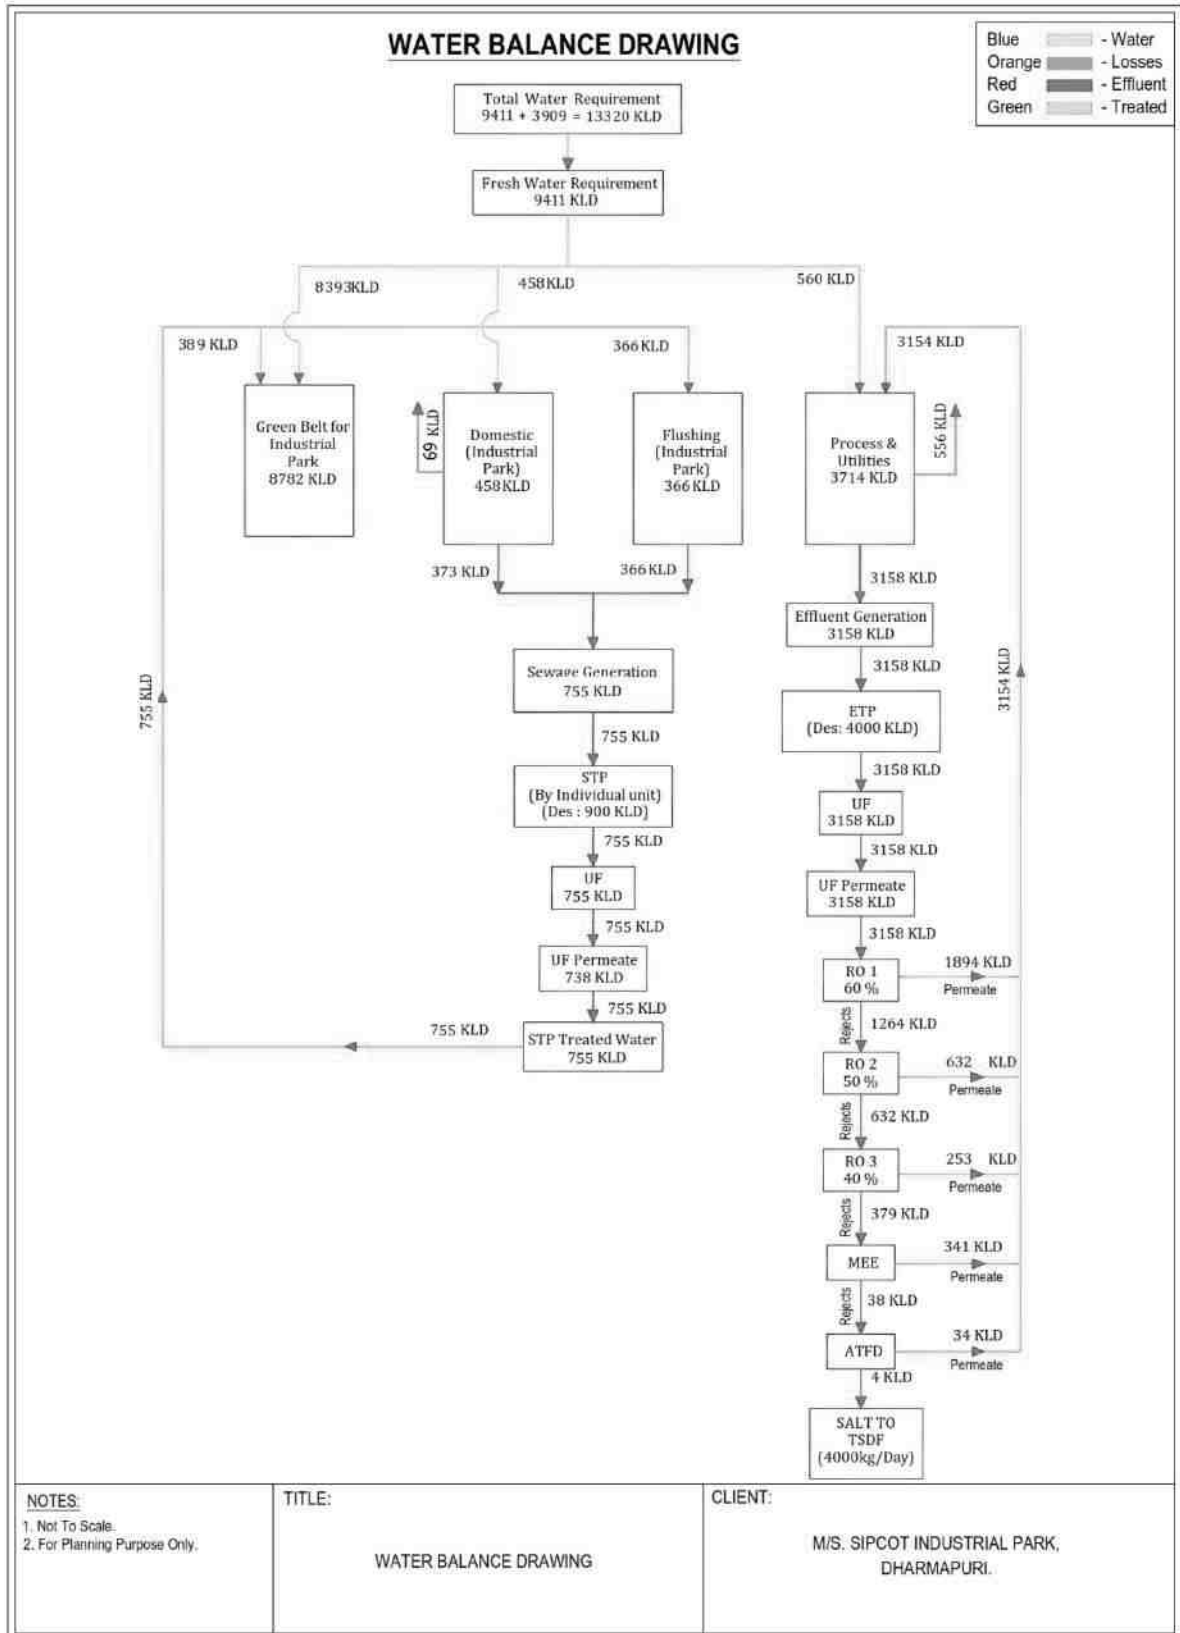 WATER BALANCE DRAWING
Blue - Water
Orange - Losses
Red - Effluent
Green - Treated
Total Water Requirement
9411 + 3909 = 13320 KLD
Fresh Water Requirement
9411 KLD
8393KLD
458KLD
560 KLD
389 KLD
366KLD
3154 KLD
Green Belt for
Industrial
Park
8782 KLD
69 KLD
Domestic
(Industrial
Park)
458KLD
Flushing
(Industrial
Park)
366KLD
Process &
Utilities
3714 KLD
556 KLD
373 KLD
366KLD
3158 KLD
Effluent Generation
3158 KLD
Sewage Generation
755 KLD
3158 KLD
755 KLD
3154 KLD
ETP
(Des: 4000 KLD)
755 KLD
STP
(By Individual unit)
(Des : 900 KLD)
3158 KLD
UF
3158 KLD
755 KLD
3158 KLD
UF
755 KLD
UF Permeate
3158 KLD
755 KLD
3158 KLD
UF Permeate
738 KLD
RO 1
60 %
1894 KLD
Permeate
755 KLD
Rejects
1264 KLD
755 KLD
STP Treated Water
755 KLD
RO 2
50 %
632 KLD
Permeate
Rejects
632 KLD
RO 3
40 %
253 KLD
Permeate
Rejects
379 KLD
MEE
341 KLD
Permeate
Rejects
38 KLD
ATFD
34 KLD
Permeate
4 KLD
SALT TO
TSDF
(4000kg/Day)
NOTES:
1. Not To Scale.
2. For Planning Purpose Only.
TITLE:
WATER BALANCE DRAWING
CLIENT:
M/S. SIPCOT INDUSTRIAL PARK,
DHARMAPURI.